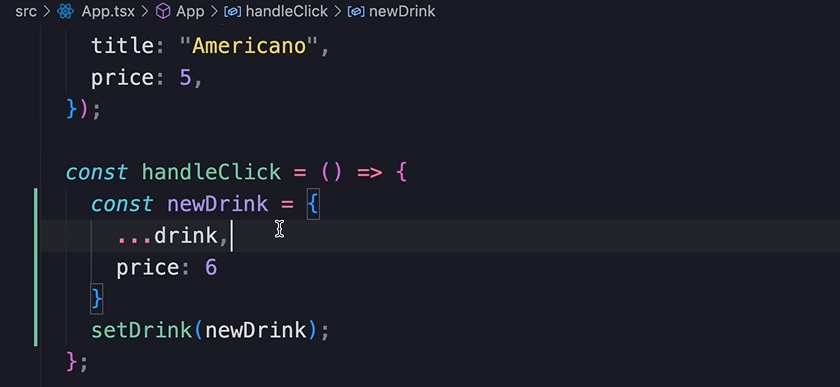 src > App.tsx > App > handleClick > newDrink
title: "Americano",
price: 5,
});
const handleClick = () => {
const newDrink = {
...drink,
price: 6
}
setDrink(newDrink);
};